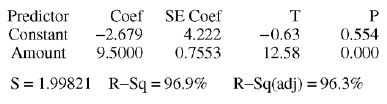 Predictor Coef SE Coef T P
Constant −2.679 4.222 −0.63 0.554
Amount 9.5000 0.7553 12.58 0.000
S = 1.99821 R–Sq = 96.9% R–Sq(adj) = 96.3%